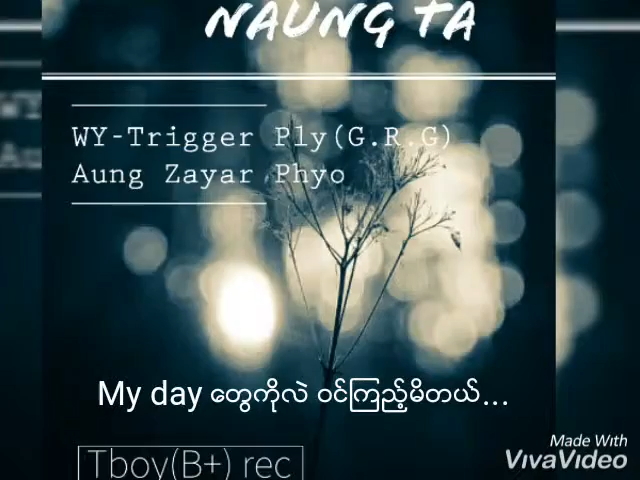 NAUNG TA
WY-Trigger Ply(G.R.G)
Aung Zayar Phyo
My day တွေကိုလဲ ဝင်ကြည့်မိတယ်...
Tboy(B+) rec
Made With
VivaVideo